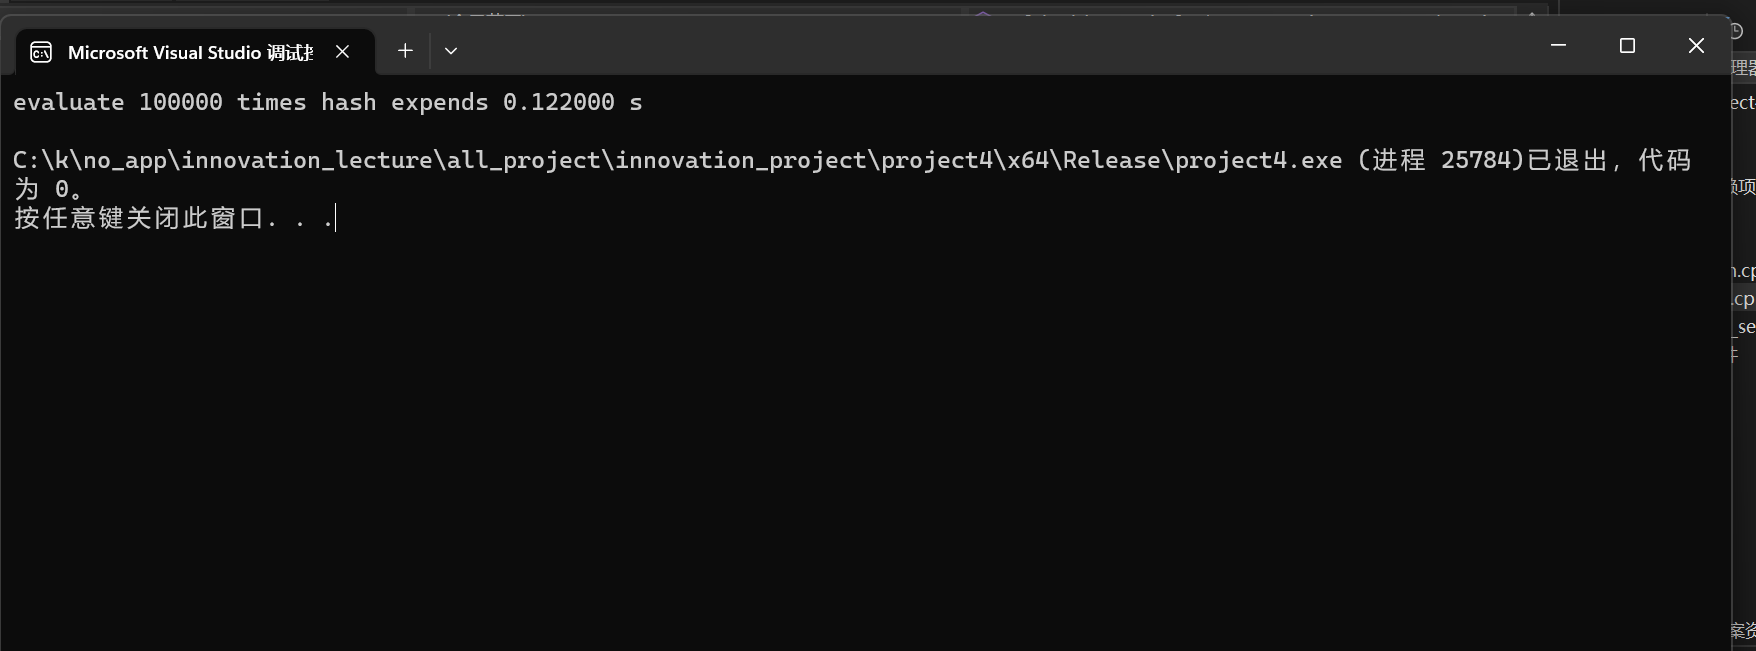 Microsoft Visual Studio 调试
evaluate 100000 times hash expends 0.122000 s
C:\k\no_app\innovation_lecture\all_project\innovation_project\project4\x64\Release\project4.exe (进程 25784)已退出，代码
为 0。
按任意键关闭此窗口. . .
理器
ect
项
.cp
.cp
_se
案资